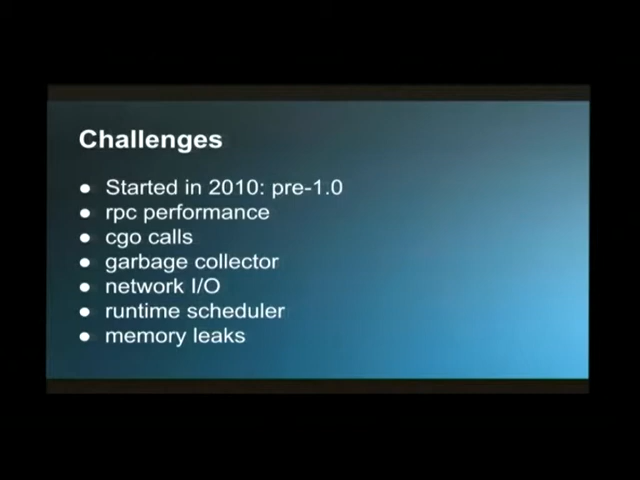 Challenges
● Started in 2010: pre-1.0
● rpc performance
● cgo calls
● garbage collector
● network I/O
● runtime scheduler
● memory leaks